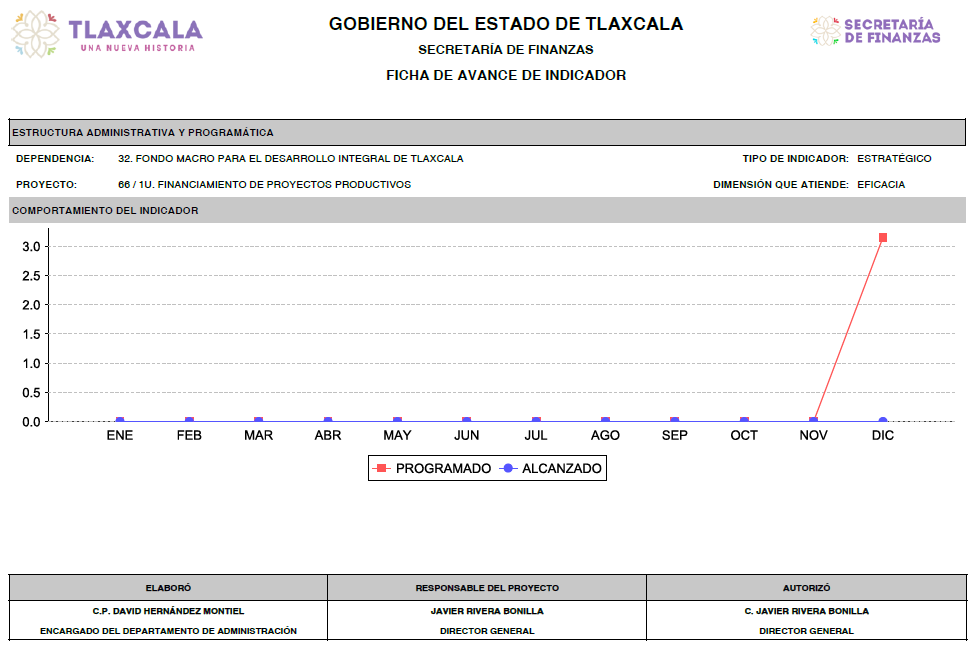 TLAXCALA
UNA NUEVA HISTORIA
GOBIERNO DEL ESTADO DE TLAXCALA
SECRETARÍA DE FINANZAS
FICHA DE AVANCE DE INDICADOR
SECRETARÍA
DE FINANZAS
ESTRUCTURA ADMINISTRATIVA Y PROGRAMÁTICA
DEPENDENCIA: 32. FONDO MACRO PARA EL DESARROLLO INTEGRAL DE TLAXCALA TIPO DE INDICADOR: ESTRATÉGICO
PROYECTO: 66 / 1U. FINANCIAMIENTO DE PROYECTOS PRODUCTIVOS DIMENSIÓN QUE ATIENDE: EFICACIA
COMPORTAMIENTO DEL INDICADOR
3.0
2.5
2.0
1.5
1.0
0.5
0.0
ENE FEB MAR ABR MAY JUN JUL AGO SEP OCT NOV DIC
PROGRAMADO ALCANZADO
ELABORÓ RESPONSABLE DEL PROYECTO AUTORIZÓ
C.P. DAVID HERNÁNDEZ MONTIEL JAVIER RIVERA BONILLA C. JAVIER RIVERA BONILLA
ENCARGADO DEL DEPARTAMENTO DE ADMINISTRACIÓN DIRECTOR GENERAL DIRECTOR GENERAL